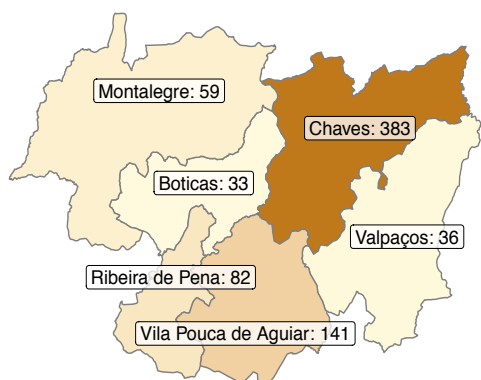 Montalegre: 59
Chaves: 383
Boticas: 33
Valpaços: 36
Ribeira de Pena: 82
Vila Pouca de Aguiar: 141